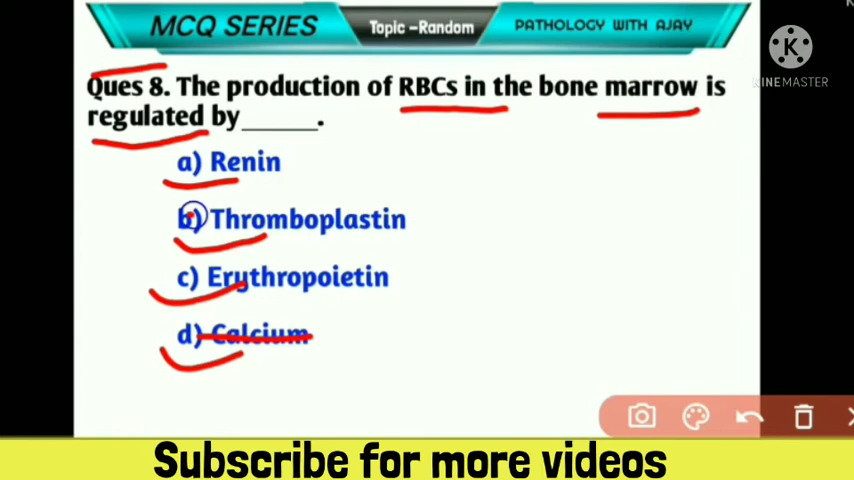 MCQ SERIES
Topic –Random
PATHOLOGY WITH AJAY
K
KINEMASTER
Ques 8. The production of RBCs in the bone marrow is
regulated by_____.
a) Renin
b) Thromboplastin
c) Erythropoietin
d) Calcium
Subscribe for more videos